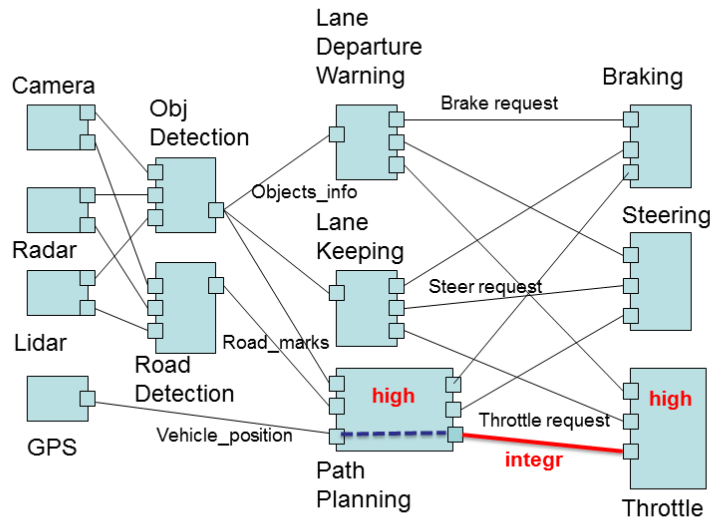 Lane
Departure
Warning
Camera
Obj
Detection
Brake request
Braking
Objects_info
Radar
Lane
Keeping
Steering
Steer request
Lidar
Road
Detection
Road_marks
high
high
Throttle request
GPS
Vehicle_position
integr
Path
Planning
Throttle